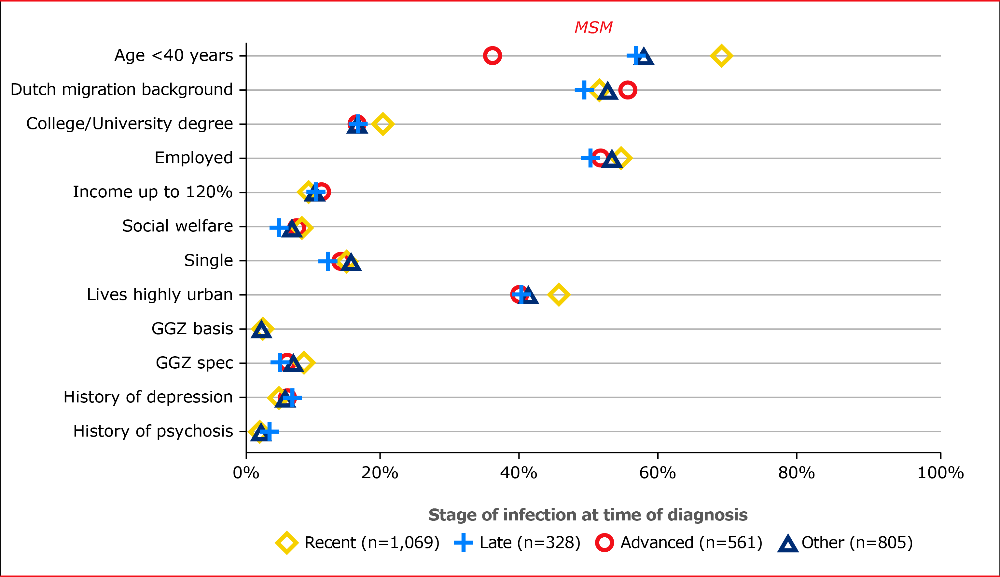 MSM
Age <40 years
Dutch migration background
College/University degree
Employed
Income up to 120%
Social welfare
Single
Lives highly urban
GGZ basis
GGZ spec
History of depression
History of psychosis
0% 20% 40% 60% 80% 100%
Stage of infection at time of diagnosis
Recent (n=1,069) Late (n=328) Advanced (n=561) Other (n=805)